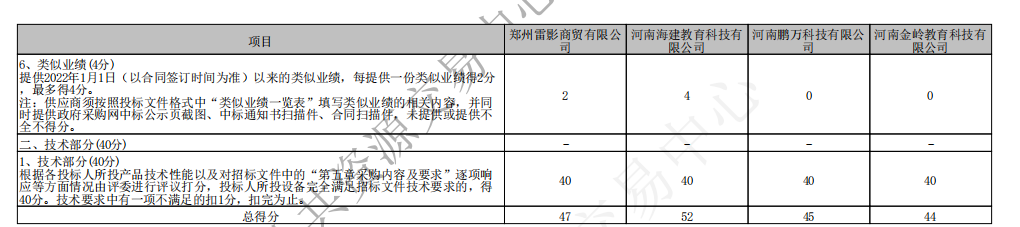 项目 郑州雷影商贸有限公 河南海建教育科技有 河南鹏万科技有限公 河南金岭教育科技有
司 限公司 司 限公司
6、类似业绩(4分)
提供2022年1月1日（以合同签订时间为准）以来的类似业绩，每提供一份类似业绩得2分
，最多得4分。
注：供应商须按照投标文件格式中“类似业绩一览表”填写类似业绩的相关内容，并同
时提供政府采购网中标公示页截图、中标通知书扫描件、合同扫描件，未提供或提供不
全不得分。
2 4 0 0
二、技术部分(40分) - - - -
1、技术部分(40分)
根据各投标人所投产品技术性能以及对招标文件中的“第五章采购内容及要求”逐项响
应等方面情况由评委进行评议打分，投标人所投设备完全满足招标文件技术要求的，得
40分。技术要求中有一项不满足的扣1分，扣完为止。
40 40 40 40
总得分 47 52 45 44
共资源交易中心
交易中心